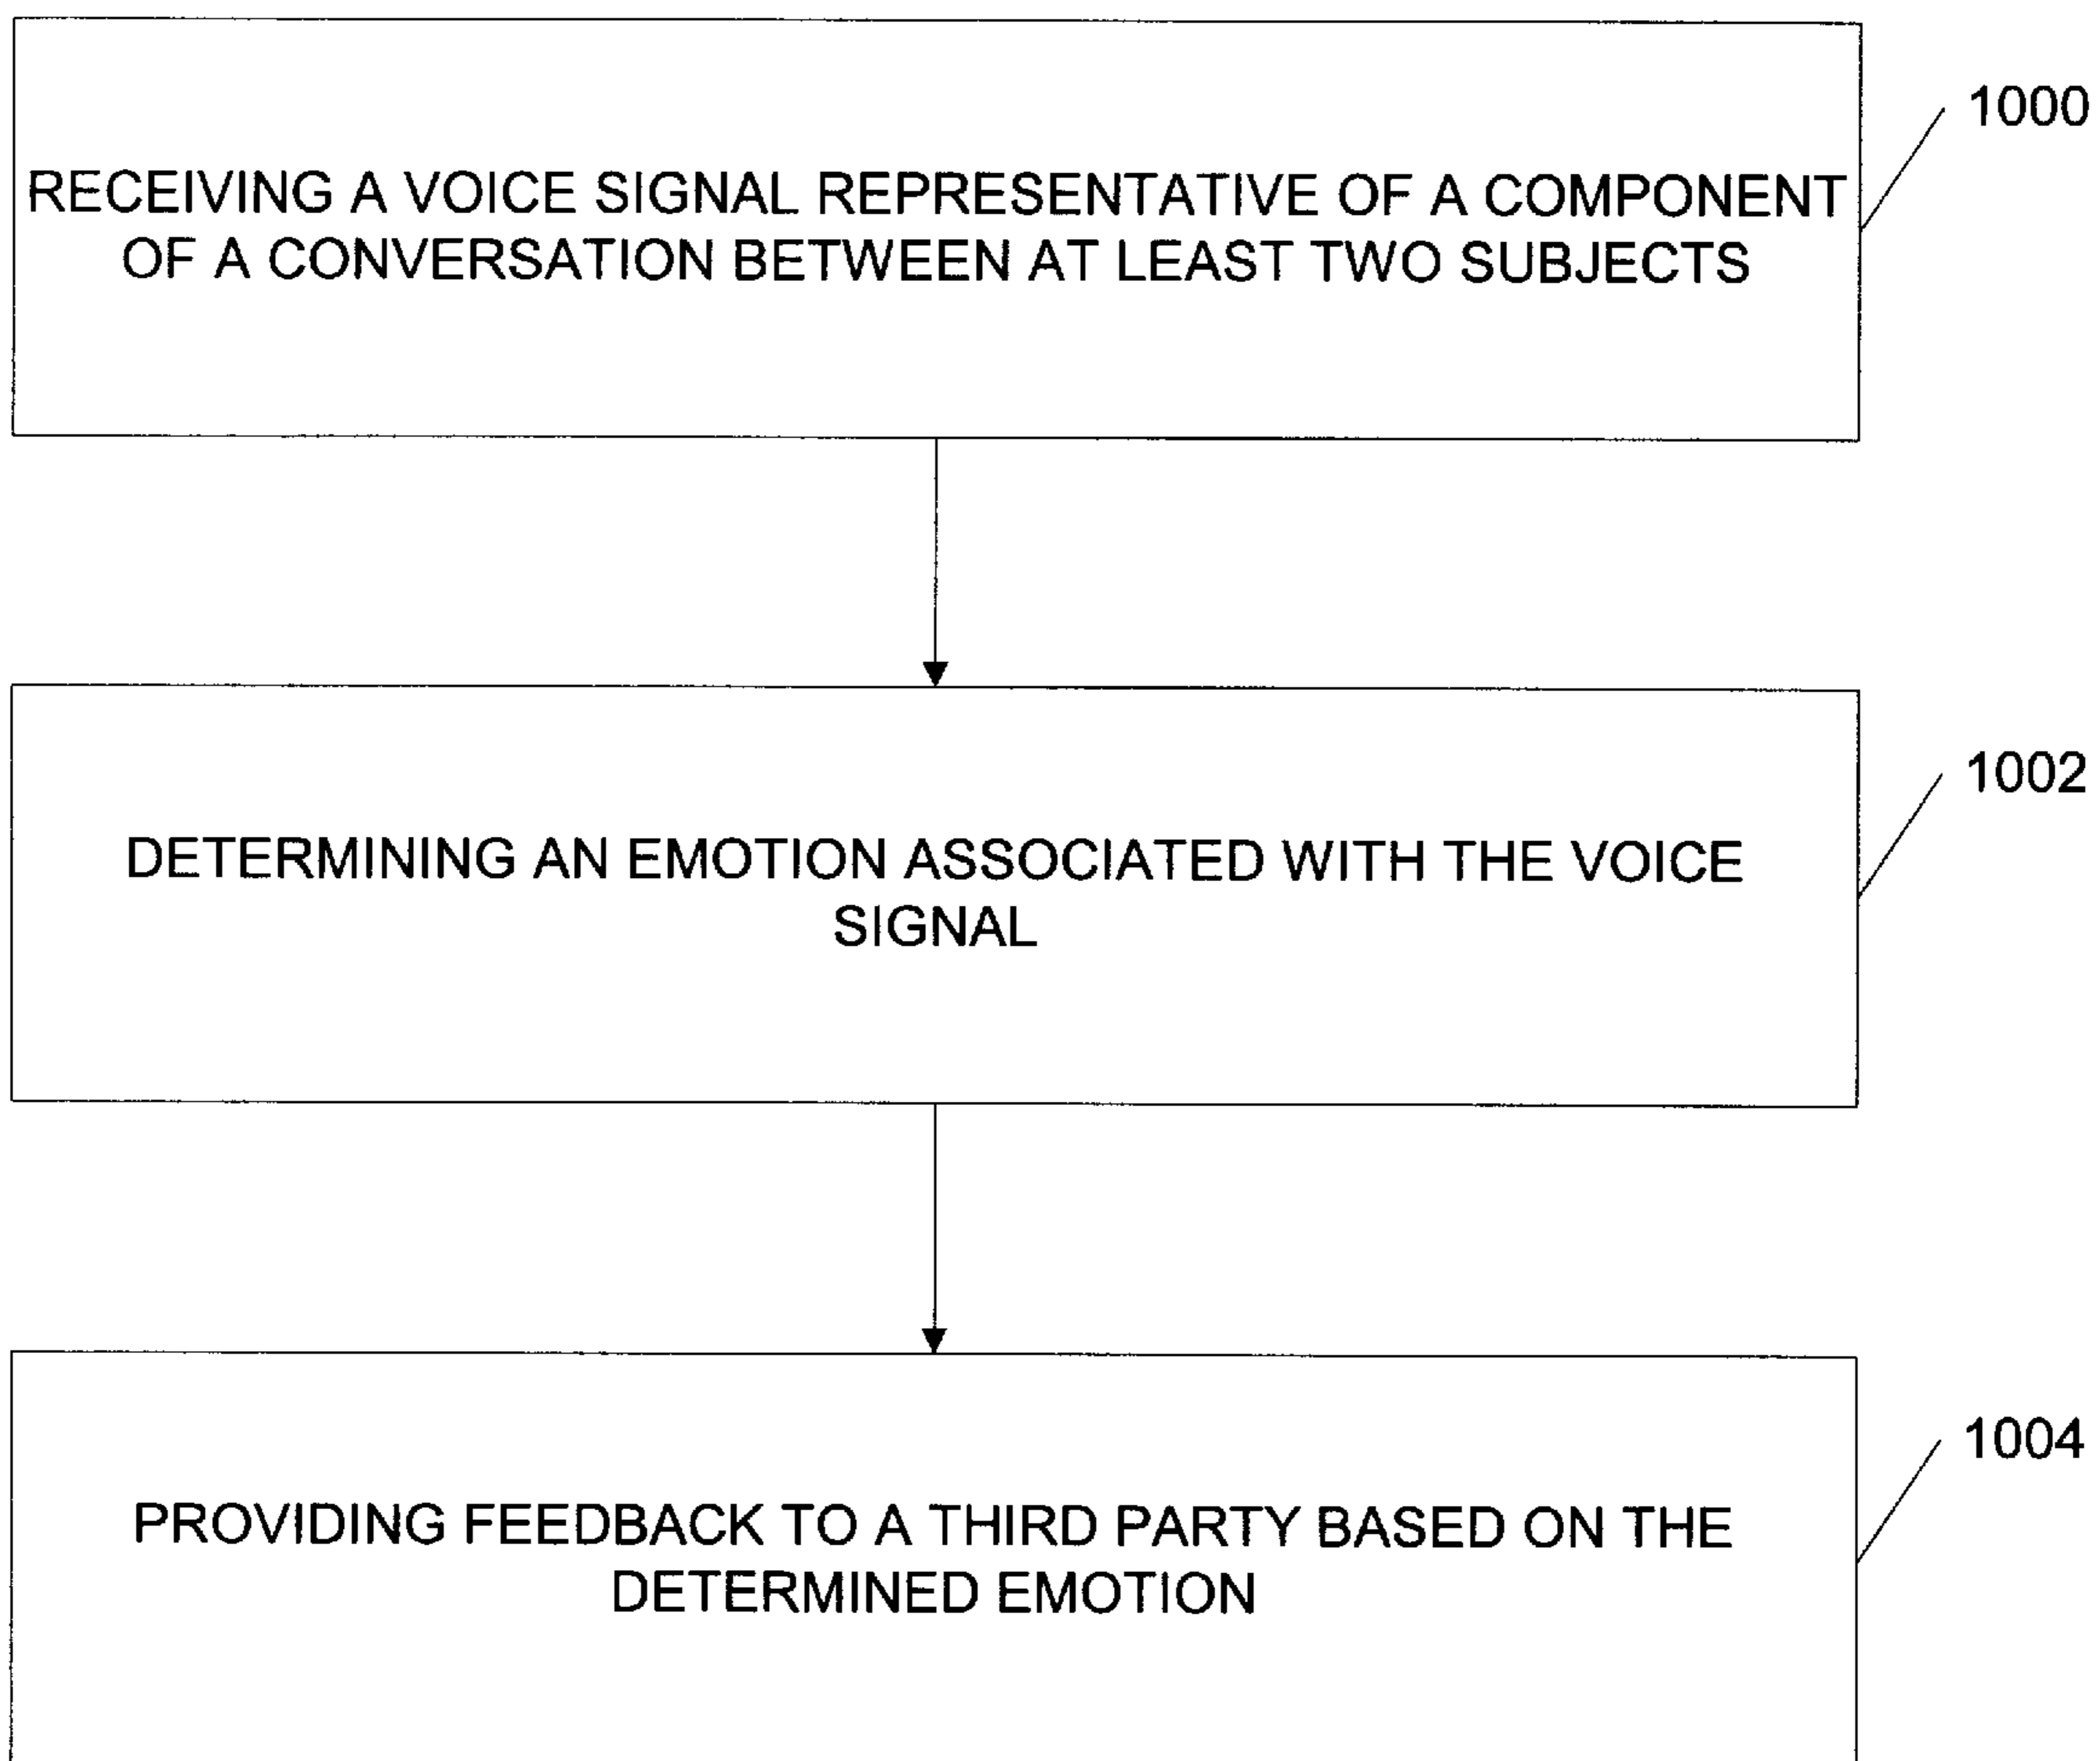 1000
RECEIVING A VOICE SIGNAL REPRESENTATIVE OF A COMPONENT
OF A CONVERSATION BETWEEN AT LEAST TWO SUBJECTS
1002
DETERMINING AN EMOTION ASSOCIATED WITH THE VOICE
SIGNAL
1004
PROVIDING FEEDBACK TO A THIRD PARTY BASED ON THE
DETERMINED EMOTION